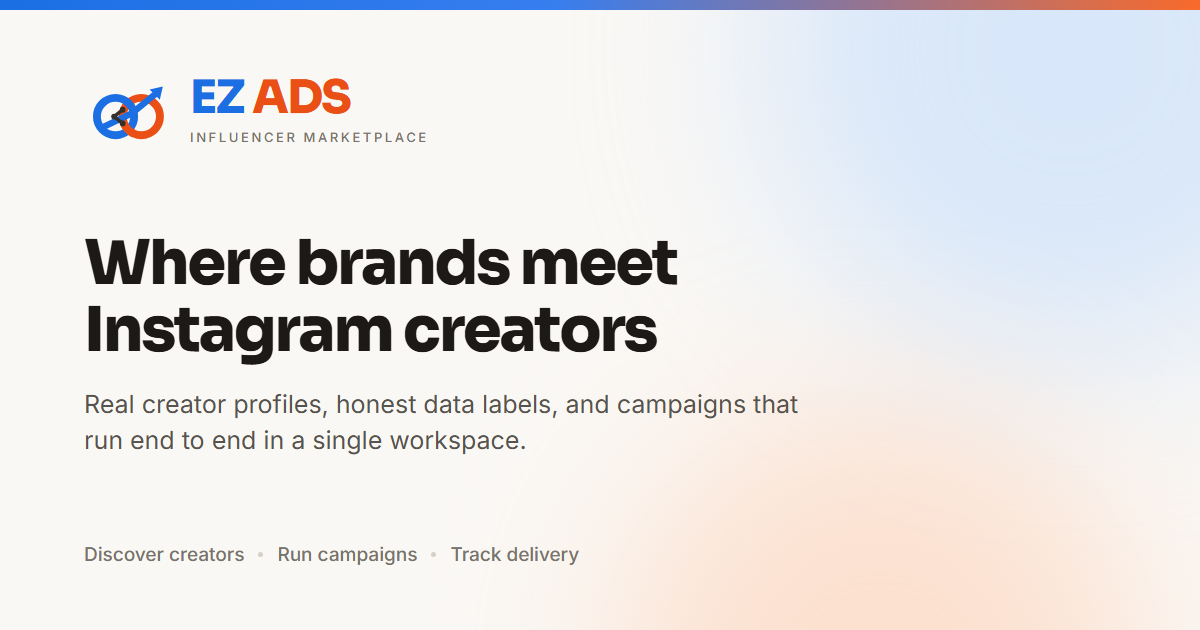 EZ ADS
INFLUENCER MARKETPLACE
Where brands meet
Instagram creators
Real creator profiles, honest data labels, and campaigns that
run end to end in a single workspace.
Discover creators • Run campaigns • Track delivery